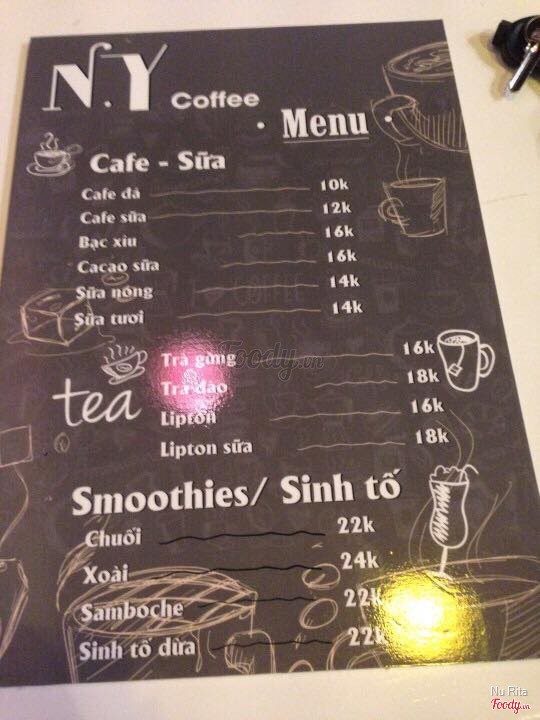 N.Y Coffee
Menu
Cafe - Sữa
Cafe đá 10k
Cafe sữa 12k
Bạc xỉu 16k
Cacao sữa 16k
Sữa nóng 14k
Sữa tươi 14k
tea
Trà gừng 16k
Trà đào 18k
Lipton 16k
Lipton sữa 18k
Smoothies/ Sinh tố
Chuối 22k
Xoài 24k
Samboche 22k
Sinh tố dừa 22k
Foody.vn
Nu Rita
Foody.vn